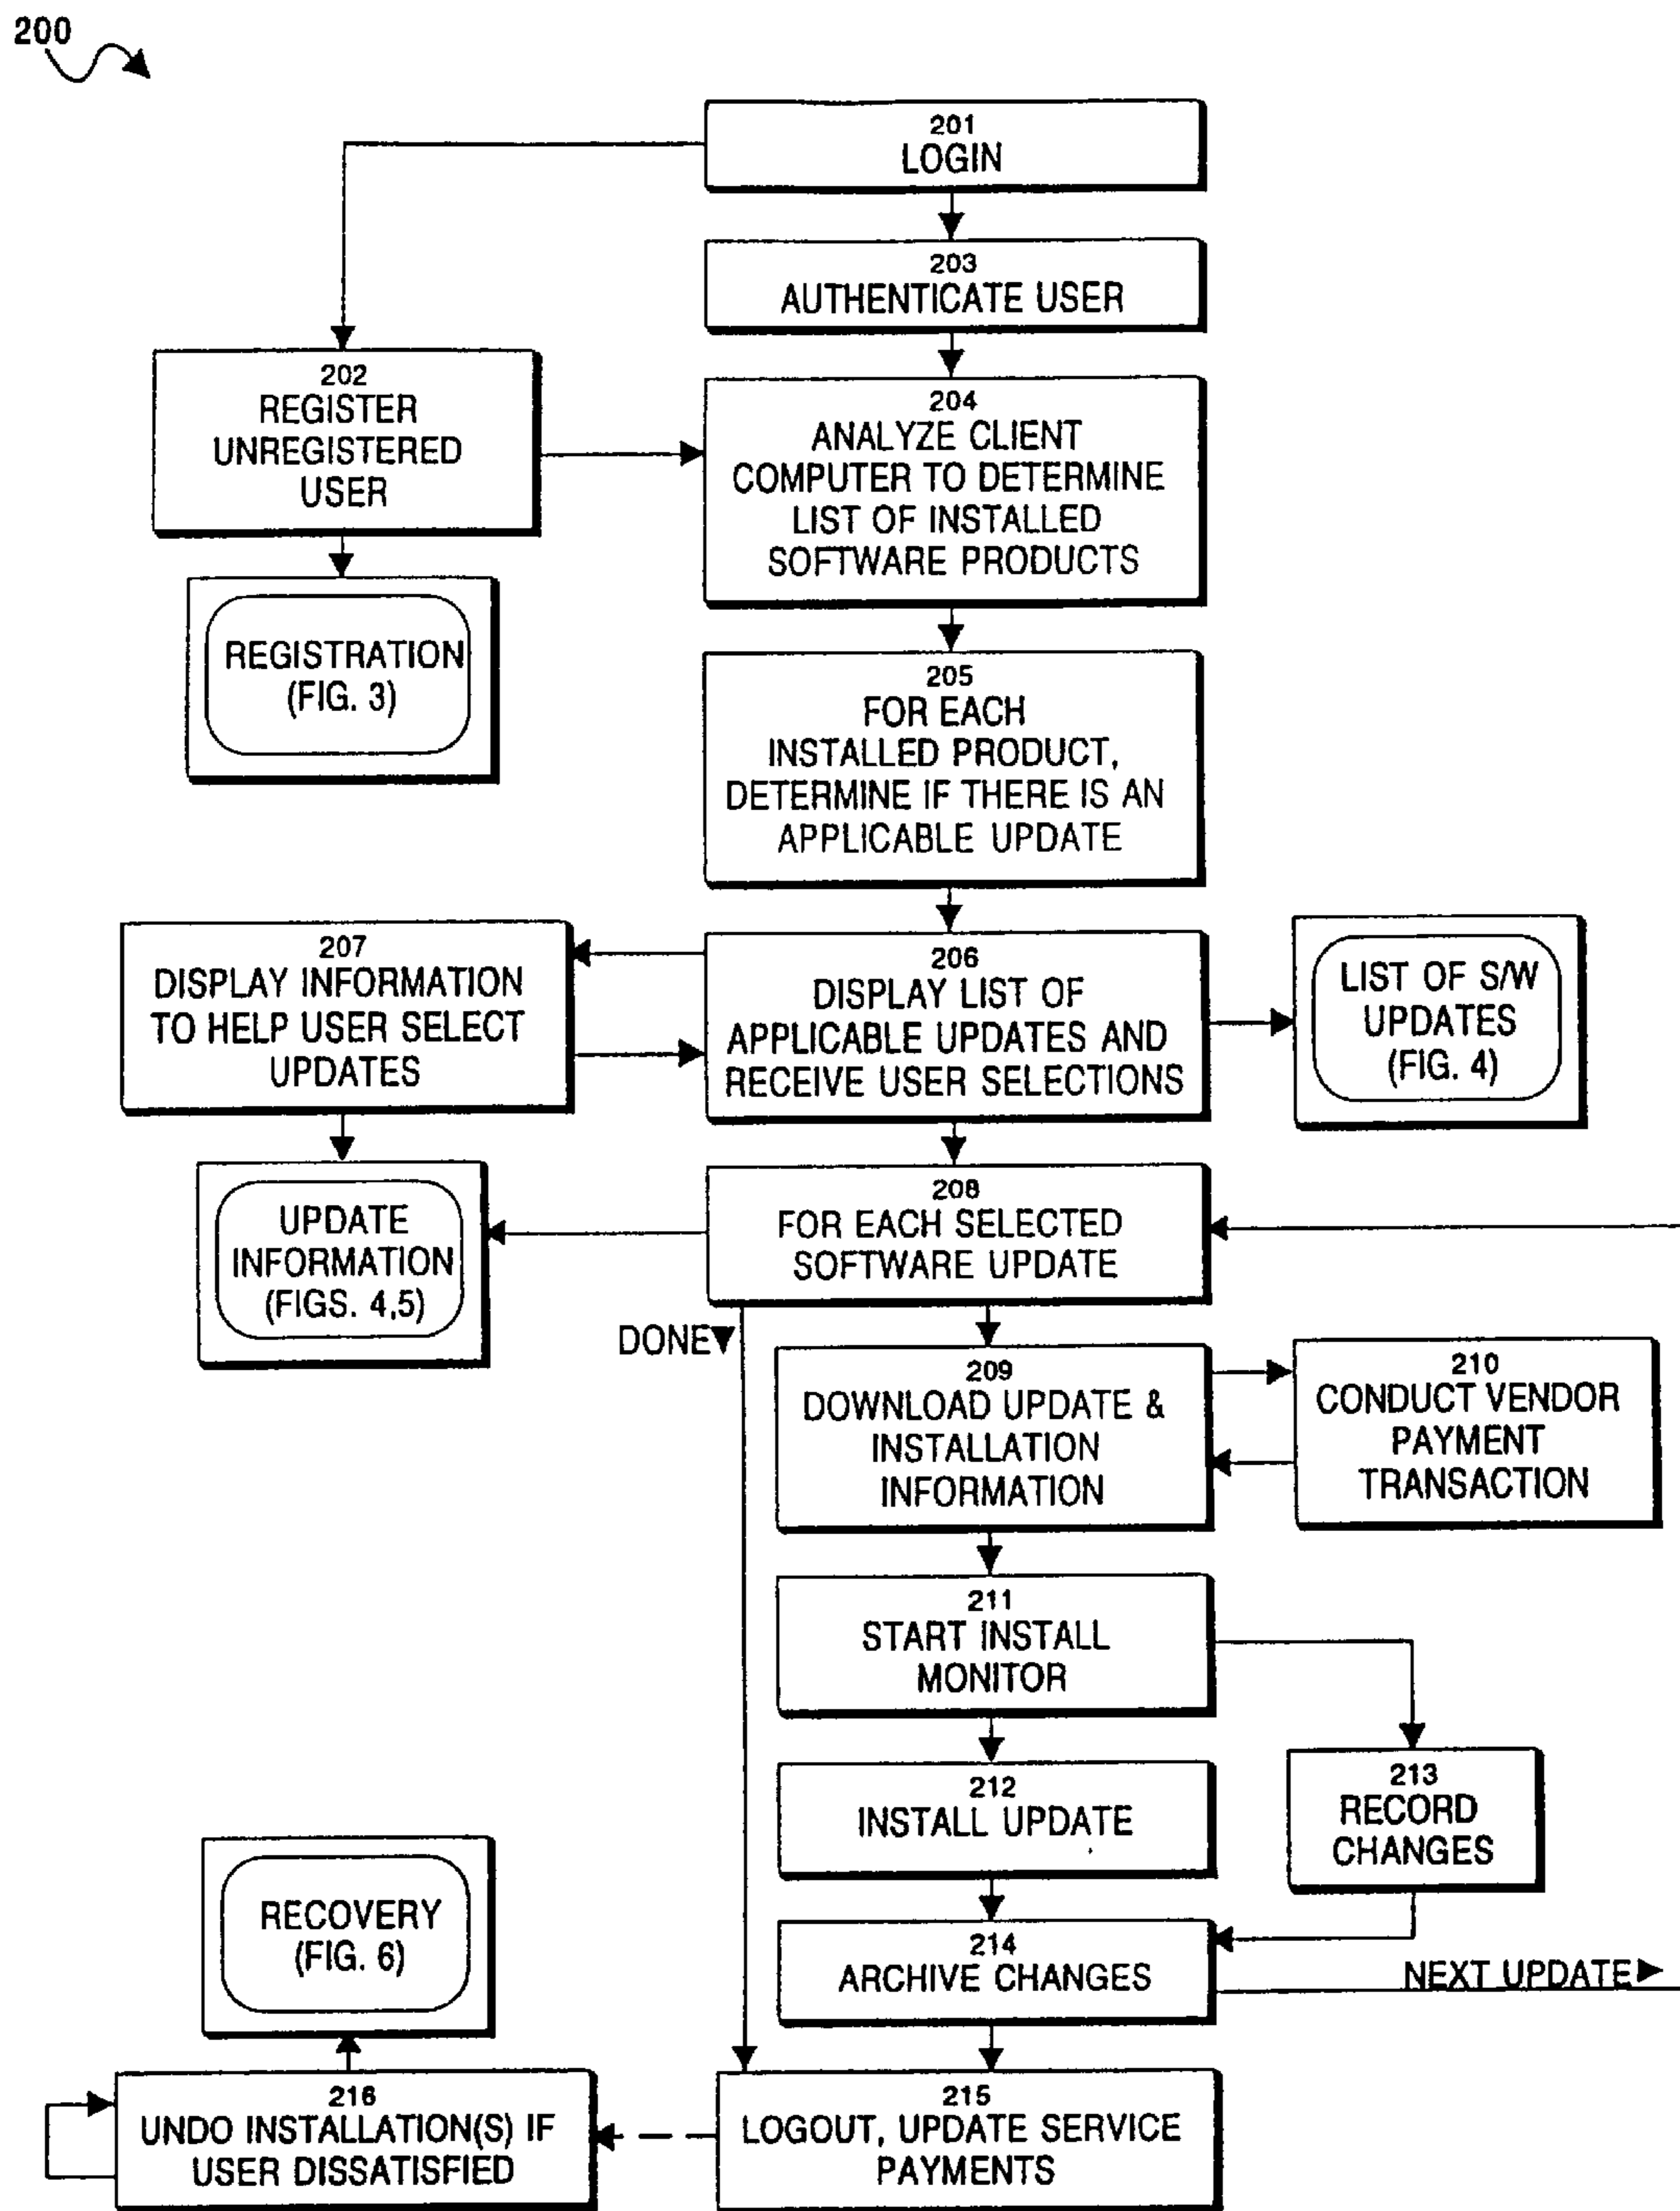 200
201
LOGIN
203
AUTHENTICATE USER
202
REGISTER
UNREGISTERED
USER
204
ANALYZE CLIENT
COMPUTER TO DETERMINE
LIST OF INSTALLED
SOFTWARE PRODUCTS
REGISTRATION
(FIG. 3)
205
FOR EACH
INSTALLED PRODUCT,
DETERMINE IF THERE IS AN
APPLICABLE UPDATE
207
DISPLAY INFORMATION
TO HELP USER SELECT
UPDATES
206
DISPLAY LIST OF
APPLICABLE UPDATES AND
RECEIVE USER SELECTIONS
LIST OF S/W
UPDATES
(FIG. 4)
UPDATE
INFORMATION
(FIGS. 4,5)
208
FOR EACH SELECTED
SOFTWARE UPDATE
DONE
209
DOWNLOAD UPDATE &
INSTALLATION
INFORMATION
210
CONDUCT VENDOR
PAYMENT
TRANSACTION
211
START INSTALL
MONITOR
212
INSTALL UPDATE
213
RECORD
CHANGES
RECOVERY
(FIG. 6)
214
ARCHIVE CHANGES
NEXT UPDATE
216
UNDO INSTALLATION(S) IF
USER DISSATISFIED
215
LOGOUT, UPDATE SERVICE
PAYMENTS